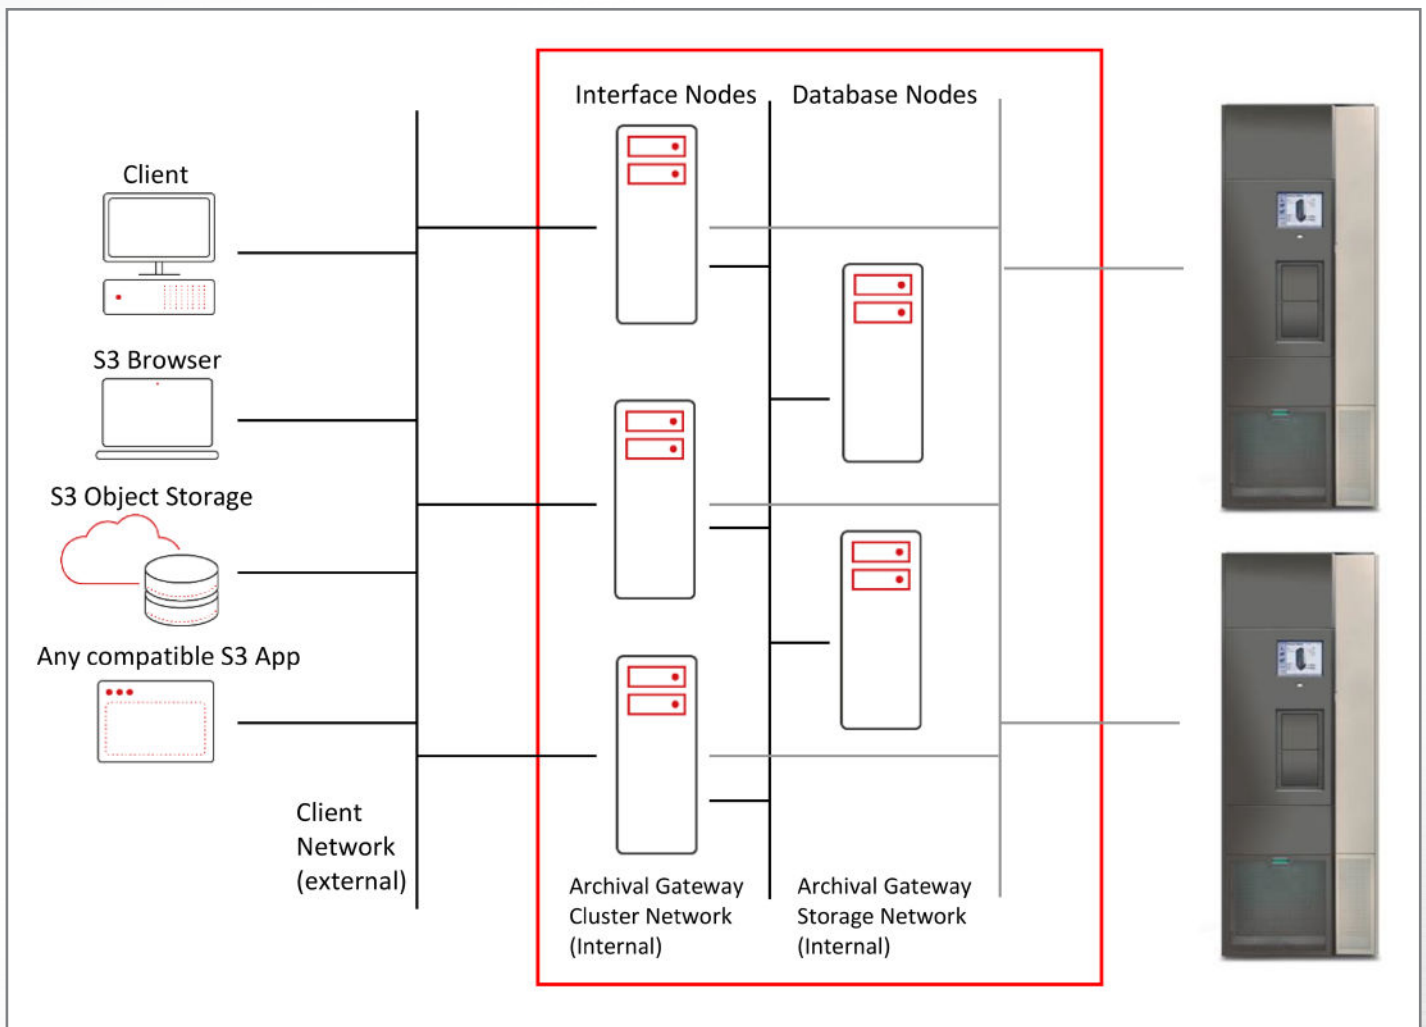 Interface Nodes
Database Nodes
Client
S3 Browser
S3 Object Storage
Any compatible S3 App
Client
Network
(external)
Archival Gateway
Cluster Network
(Internal)
Archival Gateway
Storage Network
(Internal)